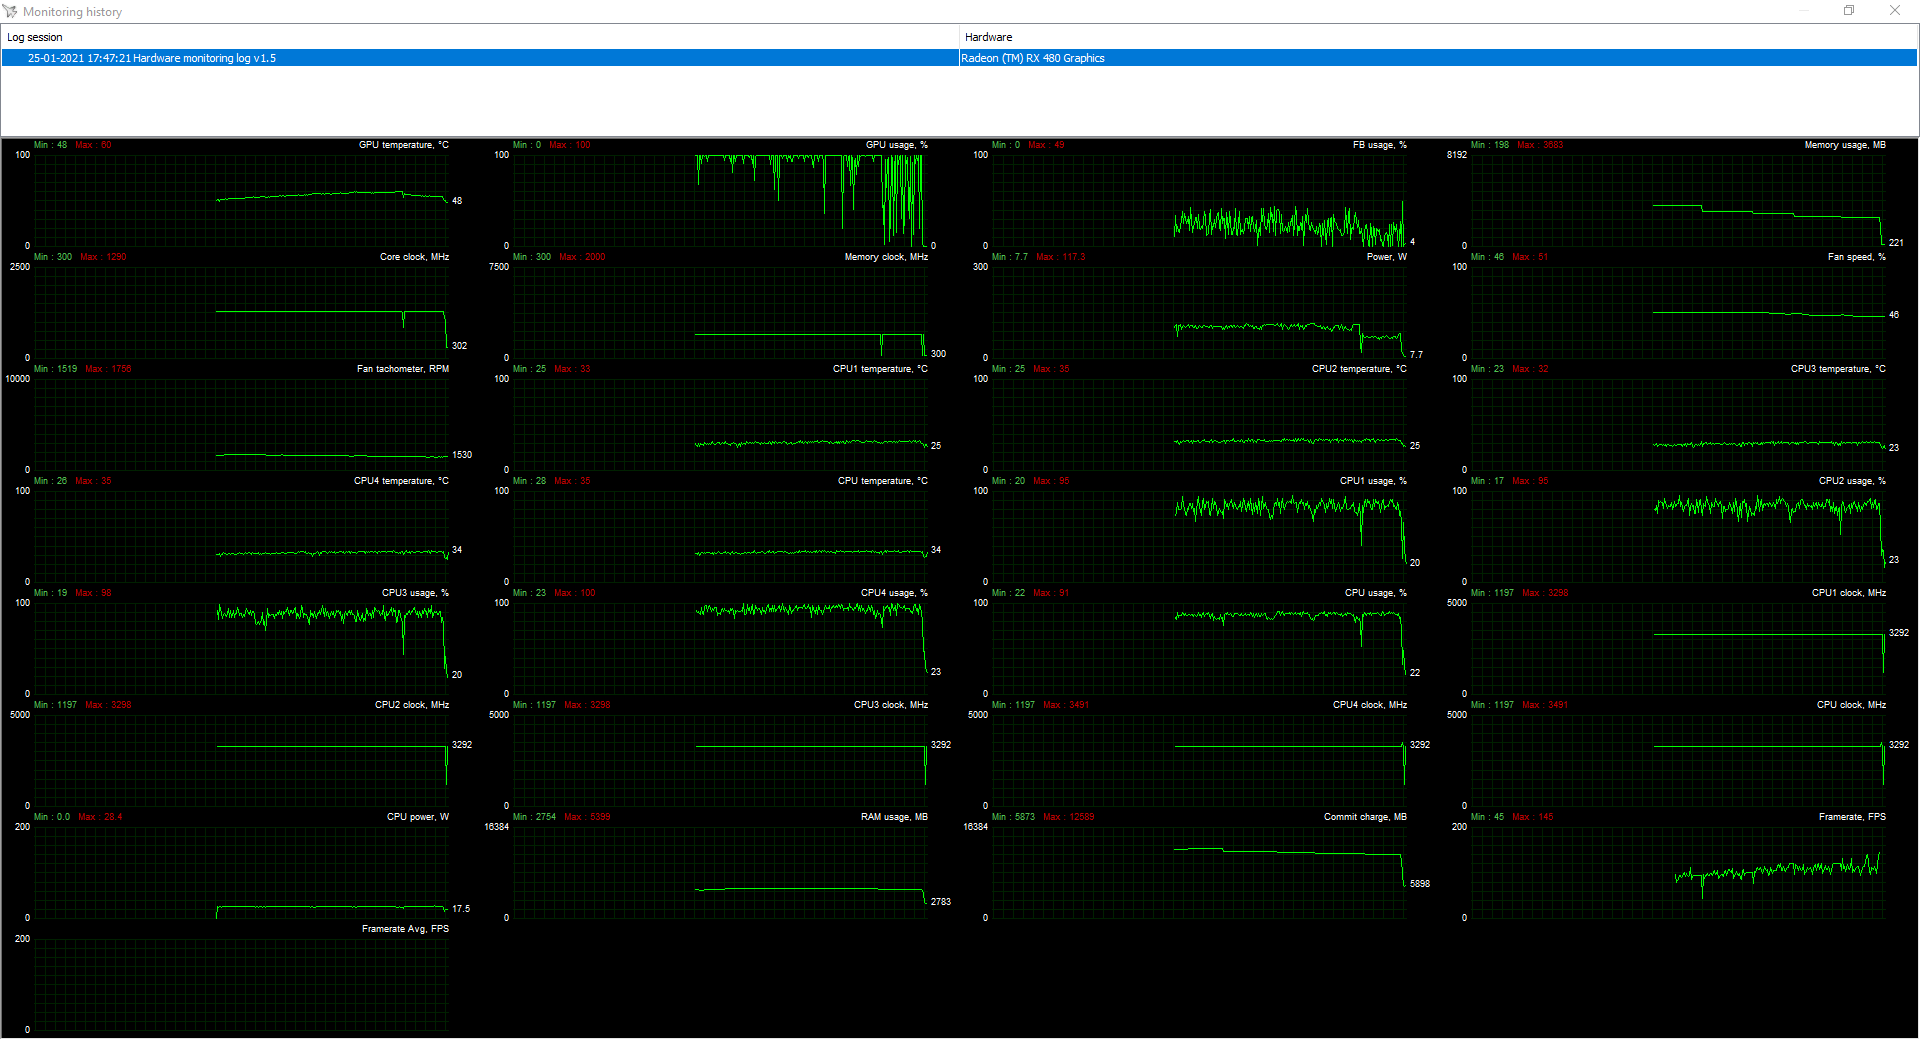 Monitoring history
Log session Hardware
25-01-2021 17:47:21 Hardware monitoring log v1.5 Radeon (TM) RX 480 Graphics
Min : 48 Max : 60 GPU temperature, °C
100
48
0
Min : 0 Max : 100 GPU usage, %
100
0
0
Min : 0 Max : 49 FB usage, %
100
4
0
Min : 198 Max : 3683 Memory usage, MB
8192
221
0
Min : 300 Max : 1290 Core clock, MHz
2500
302
0
Min : 300 Max : 2000 Memory clock, MHz
7500
300
0
Min : 7.7 Max : 117.3 Power, W
300
7.7
0
Min : 46 Max : 51 Fan speed, %
100
46
0
Min : 1519 Max : 1756 Fan tachometer, RPM
10000
1530
0
Min : 25 Max : 33 CPU1 temperature, °C
100
25
0
Min : 25 Max : 35 CPU2 temperature, °C
100
25
0
Min : 23 Max : 32 CPU3 temperature, °C
100
23
0
Min : 26 Max : 35 CPU4 temperature, °C
100
34
0
Min : 28 Max : 35 CPU temperature, °C
100
34
0
Min : 20 Max : 95 CPU1 usage, %
100
20
0
Min : 17 Max : 96 CPU2 usage, %
100
23
0
Min : 19 Max : 98 CPU3 usage, %
100
20
0
Min : 23 Max : 100 CPU4 usage, %
100
23
0
Min : 22 Max : 91 CPU usage, %
100
22
0
Min : 1197 Max : 3298 CPU1 clock, MHz
5000
3292
0
Min : 1197 Max : 3298 CPU2 clock, MHz
5000
3292
0
Min : 1197 Max : 3298 CPU3 clock, MHz
5000
3292
0
Min : 1197 Max : 3491 CPU4 clock, MHz
5000
3292
0
Min : 1197 Max : 3491 CPU clock, MHz
5000
3292
0
Min : 0.0 Max : 28.4 CPU power, W
200
17.5
0
Min : 2754 Max : 5399 RAM usage, MB
16384
2783
0
Min : 5873 Max : 12589 Commit charge, MB
16384
5898
0
Min : 45 Max : 145 Framerate, FPS
200
0
Framerate Avg, FPS
200
0